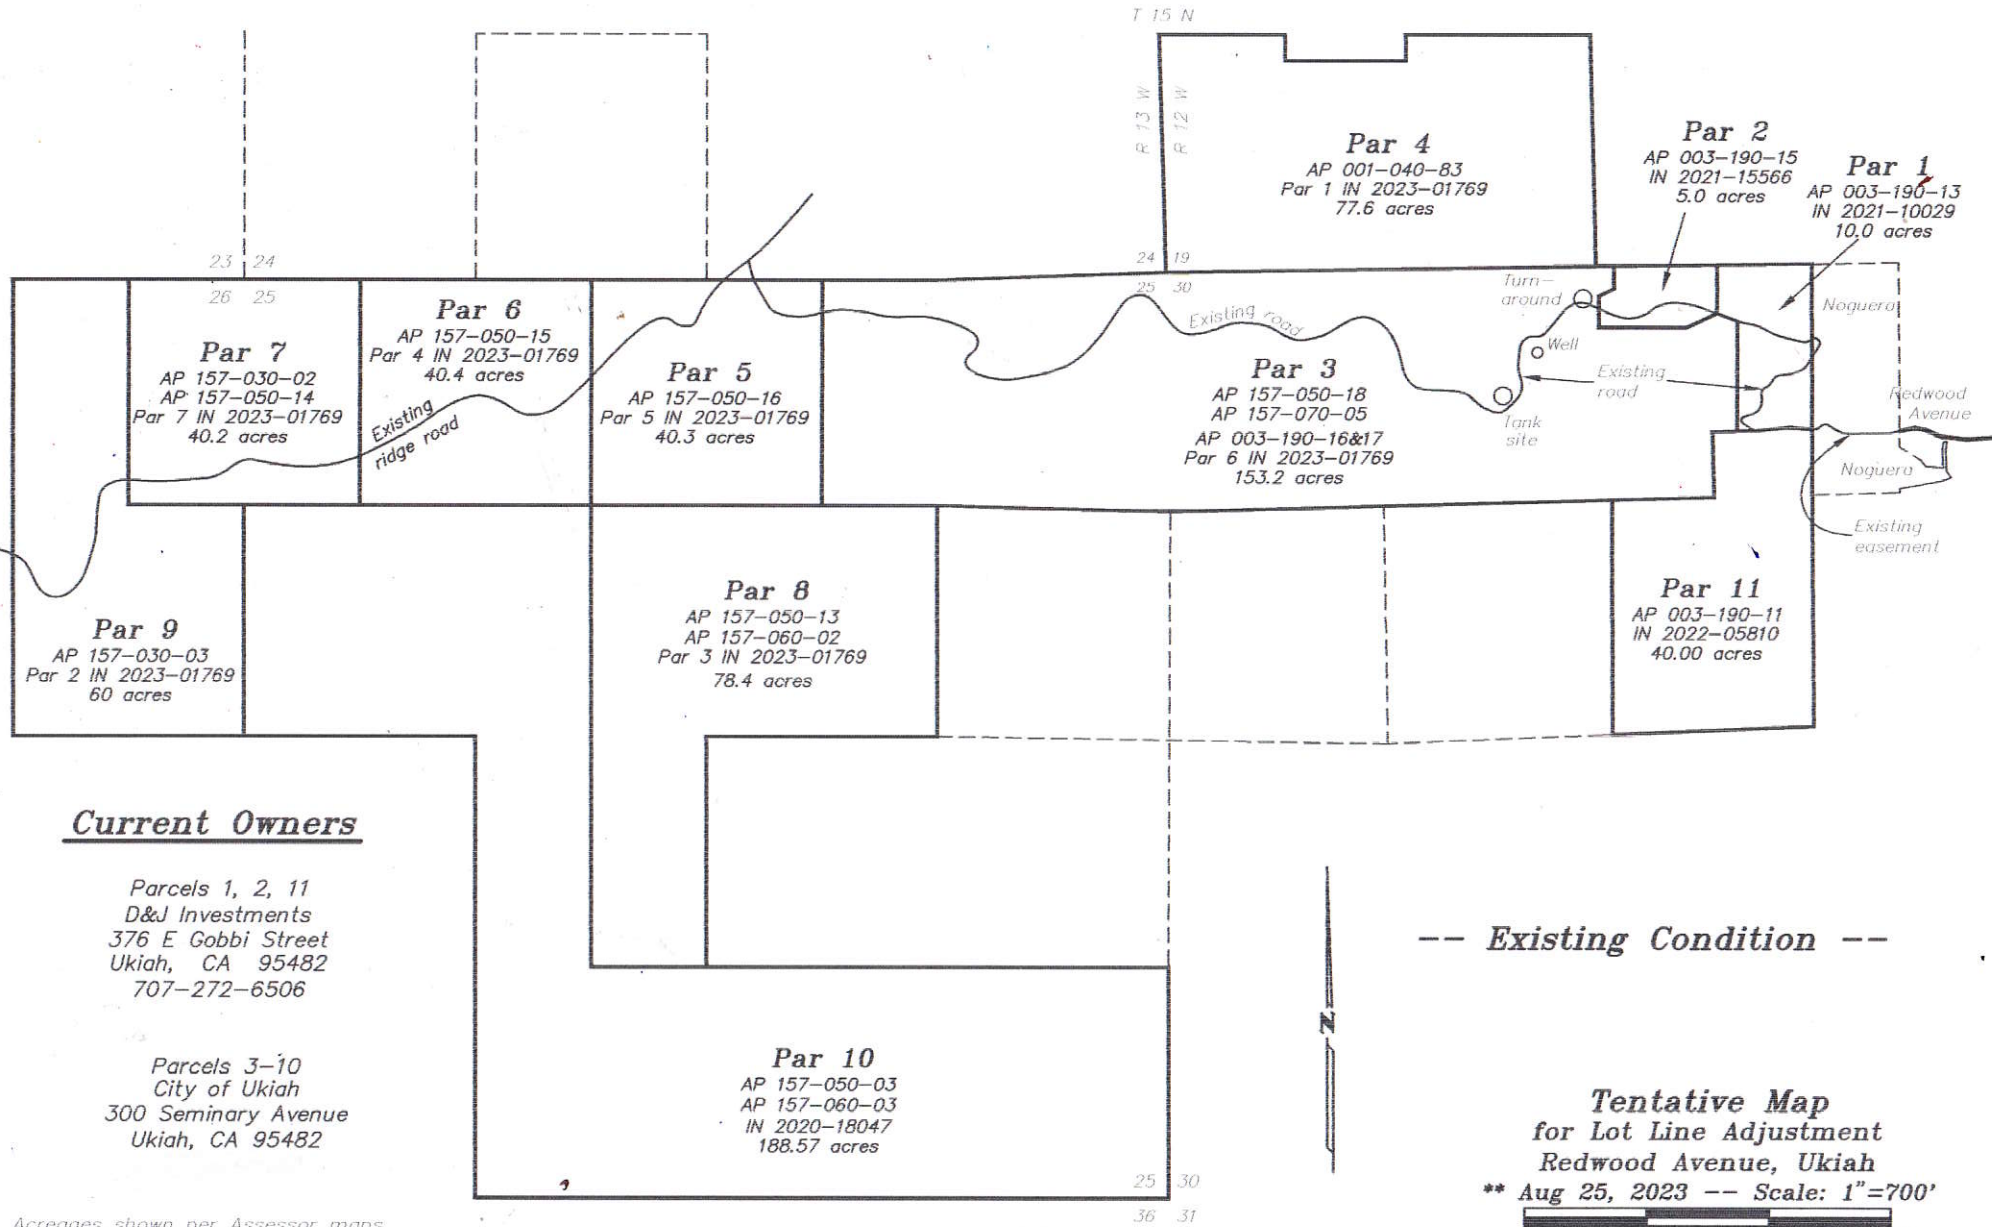 T 15 N
R 13 W
R 12 W
Par 4
AP 001-040-83
Par 1 IN 2023-01769
77.6 acres
Par 2
AP 003-190-15
IN 2021-15566
5.0 acres
Par 1
AP 003-190-13
IN 2021-10029
10.0 acres
23 24
26 25
24 19
25 30
Par 7
AP 157-030-02
AP 157-050-14
Par 7 IN 2023-01769
40.2 acres
Par 6
AP 157-050-15
Par 4 IN 2023-01769
40.4 acres
Existing
ridge road
Par 5
AP 157-050-16
Par 5 IN 2023-01769
40.3 acres
Existing road
Par 3
AP 157-050-18
AP 157-070-05
AP 003-190-16&17
Par 6 IN 2023-01769
153.2 acres
Turn-
around
Well
Tank
site
Existing
road
Noguera
Redwood
Avenue
Noguera
Existing
easement
Par 9
AP 157-030-03
Par 2 IN 2023-01769
60 acres
Par 8
AP 157-050-13
AP 157-060-02
Par 3 IN 2023-01769
78.4 acres
Par 11
AP 003-190-11
IN 2022-05810
40.00 acres
Current Owners
Parcels 1, 2, 11
D&J Investments
376 E Gobbi Street
Ukiah, CA 95482
707-272-6506
Parcels 3-10
City of Ukiah
300 Seminary Avenue
Ukiah, CA 95482
Par 10
AP 157-050-03
AP 157-060-03
IN 2020-18047
188.57 acres
25 30
36 31
N
-- Existing Condition --
Tentative Map
for Lot Line Adjustment
Redwood Avenue, Ukiah
** Aug 25, 2023 -- Scale: 1"=700'
Acreages shown per Assessor maps